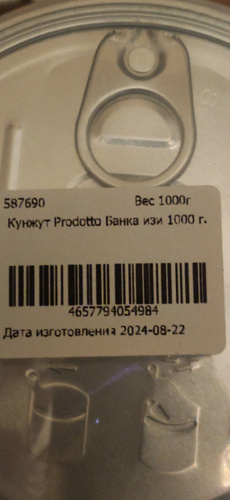 587690 Вес 1000г
Кунжут Prodotto Банка изи 1000 г.
4657794054984
Дата изготовления 2024-08-22